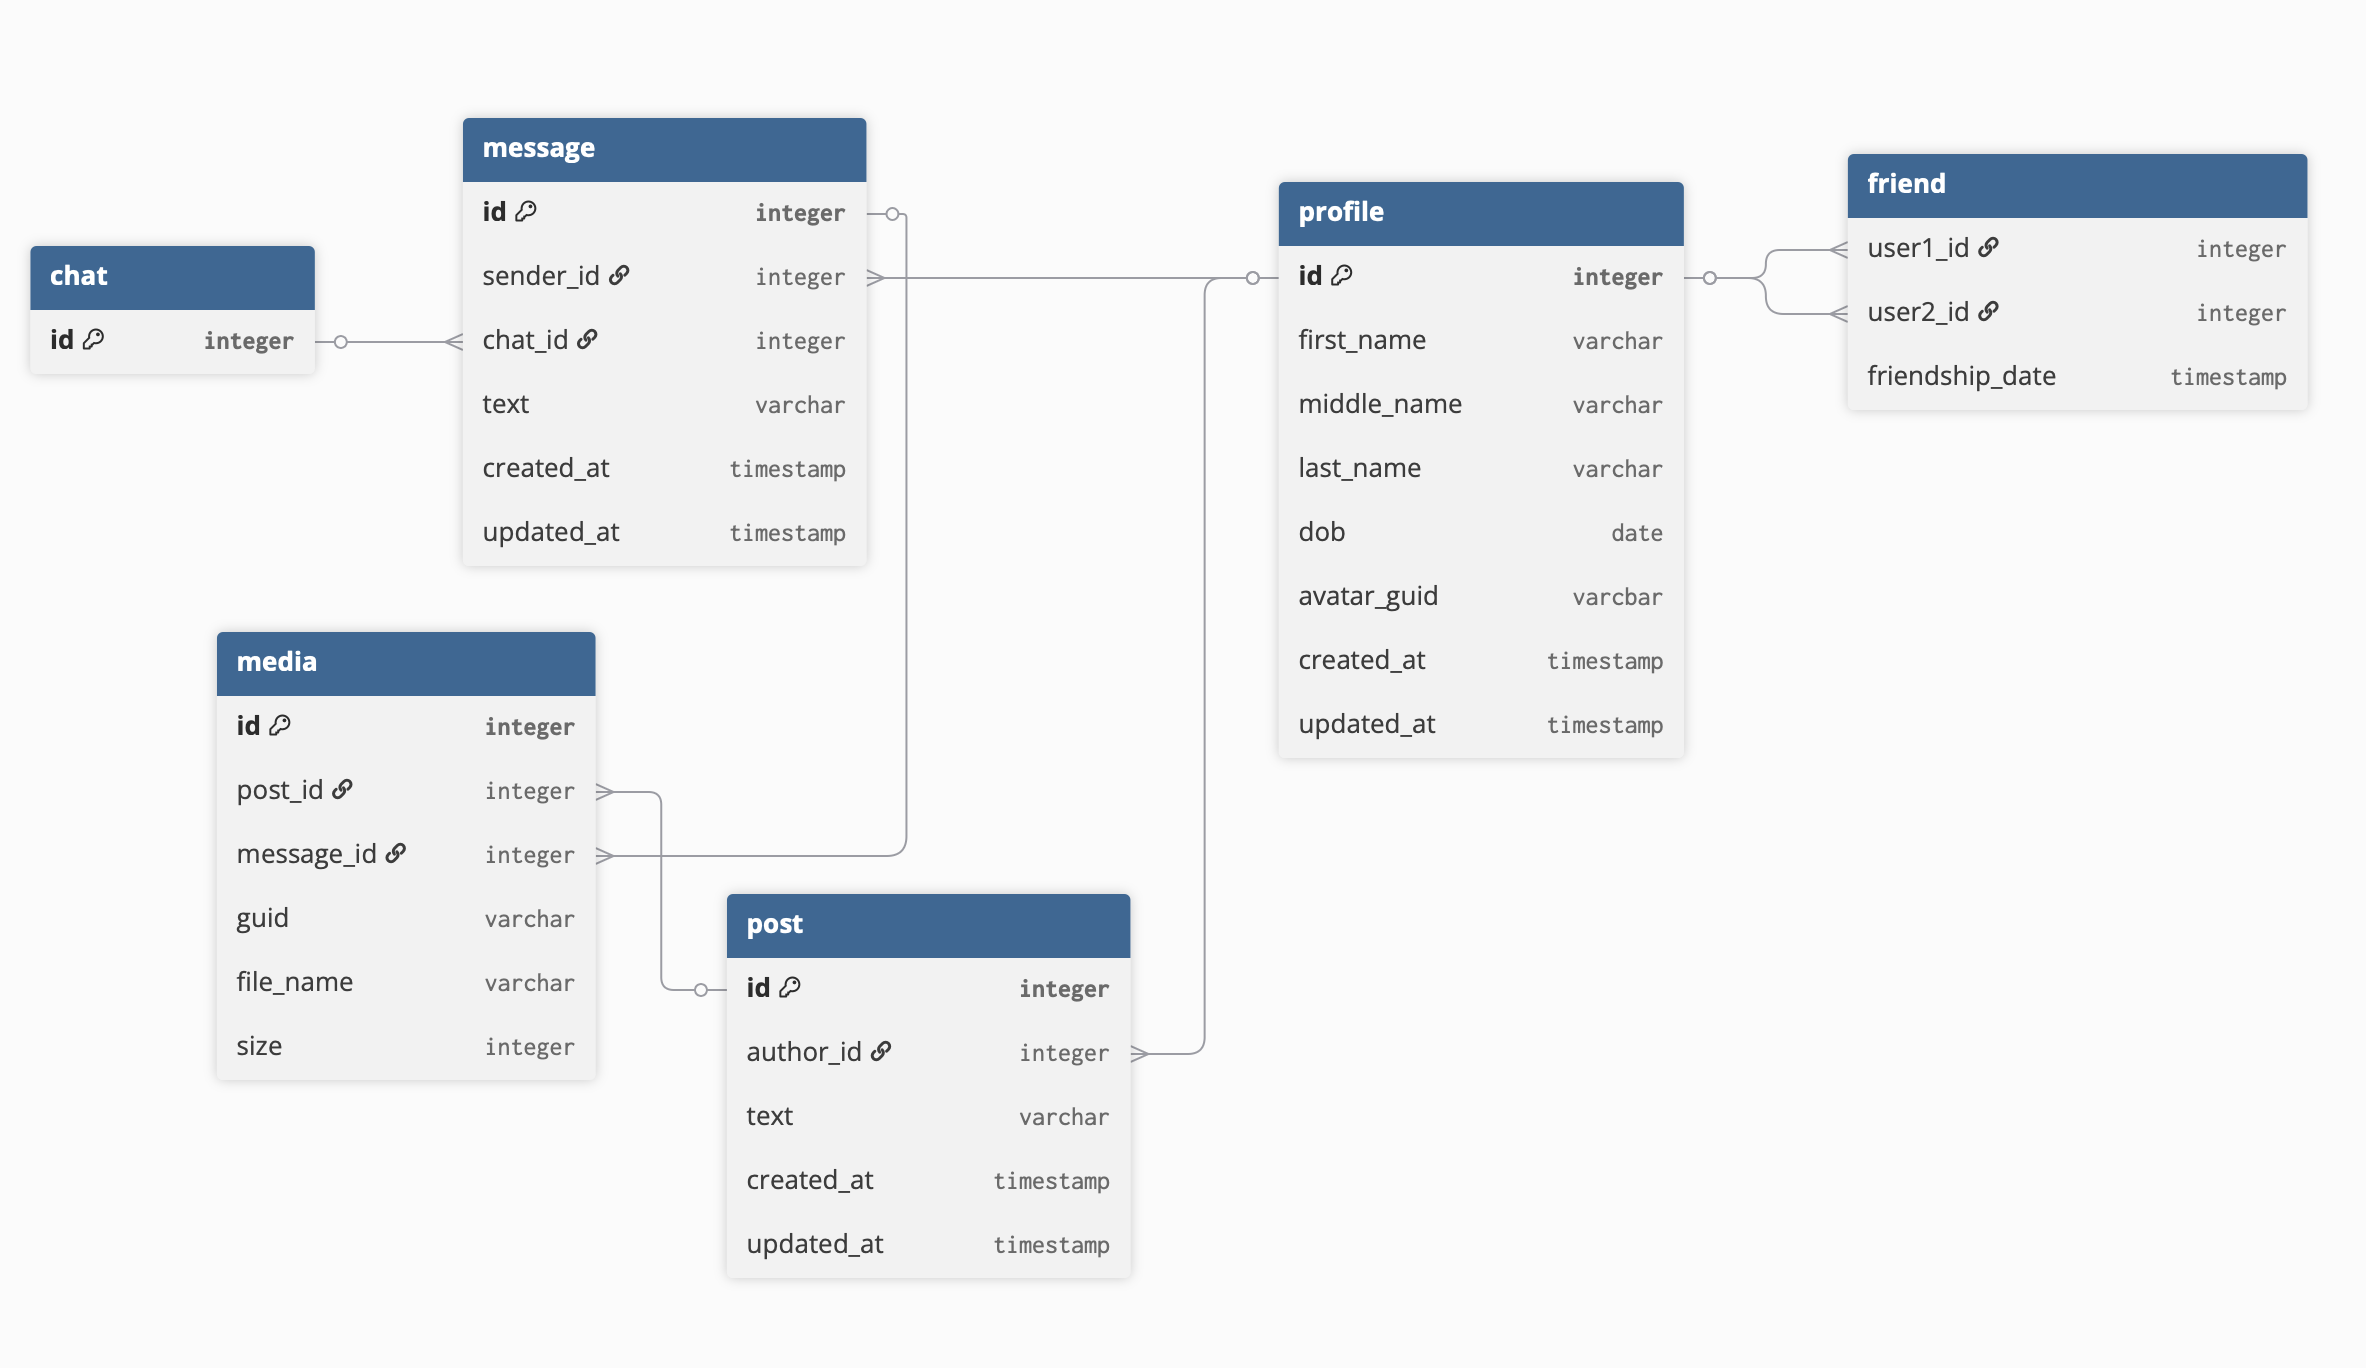 chat
id integer
message
id integer
sender_id integer
chat_id integer
text varchar
created_at timestamp
updated_at timestamp
profile
id integer
first_name varchar
middle_name varchar
last_name varchar
dob date
avatar_guid varcbar
created_at timestamp
updated_at timestamp
friend
user1_id integer
user2_id integer
friendship_date timestamp
media
id integer
post_id integer
message_id integer
guid varchar
file_name varchar
size integer
post
id integer
author_id integer
text varchar
created_at timestamp
updated_at timestamp